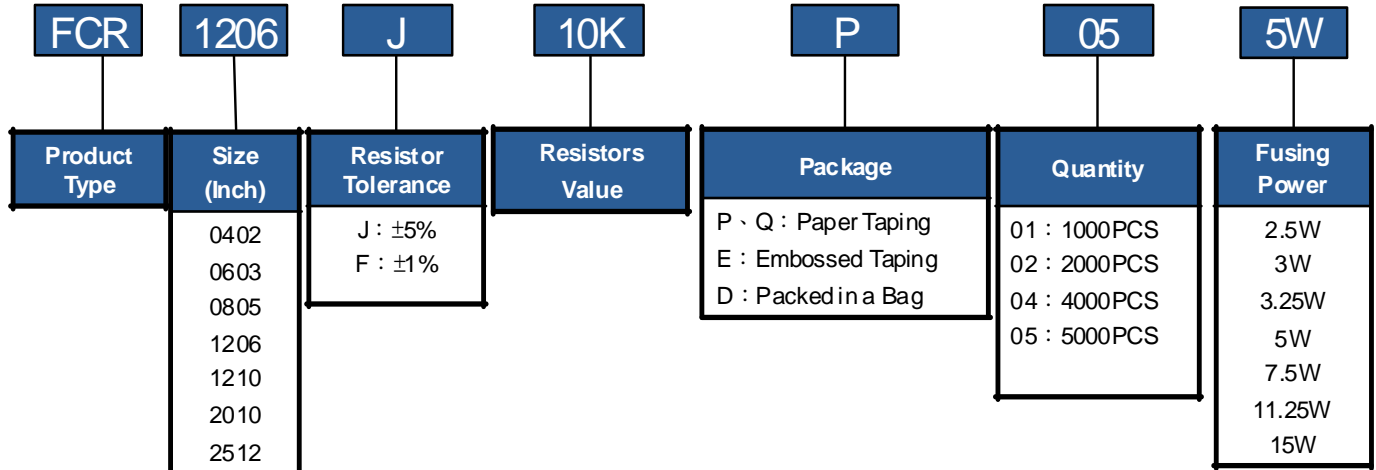 FCR 1206 J 10K P 05 5W
Product
Type
Size
(Inch)
0402
0603
0805
1206
1210
2010
2512
Resistor
Tolerance
J：±5%
F：±1%
Resistors
Value
Package
P、Q：Paper Taping
E：Embossed Taping
D：Packed in a Bag
Quantity
01：1000PCS
02：2000PCS
04：4000PCS
05：5000PCS
Fusing
Power
2.5W
3W
3.25W
5W
7.5W
11.25W
15W